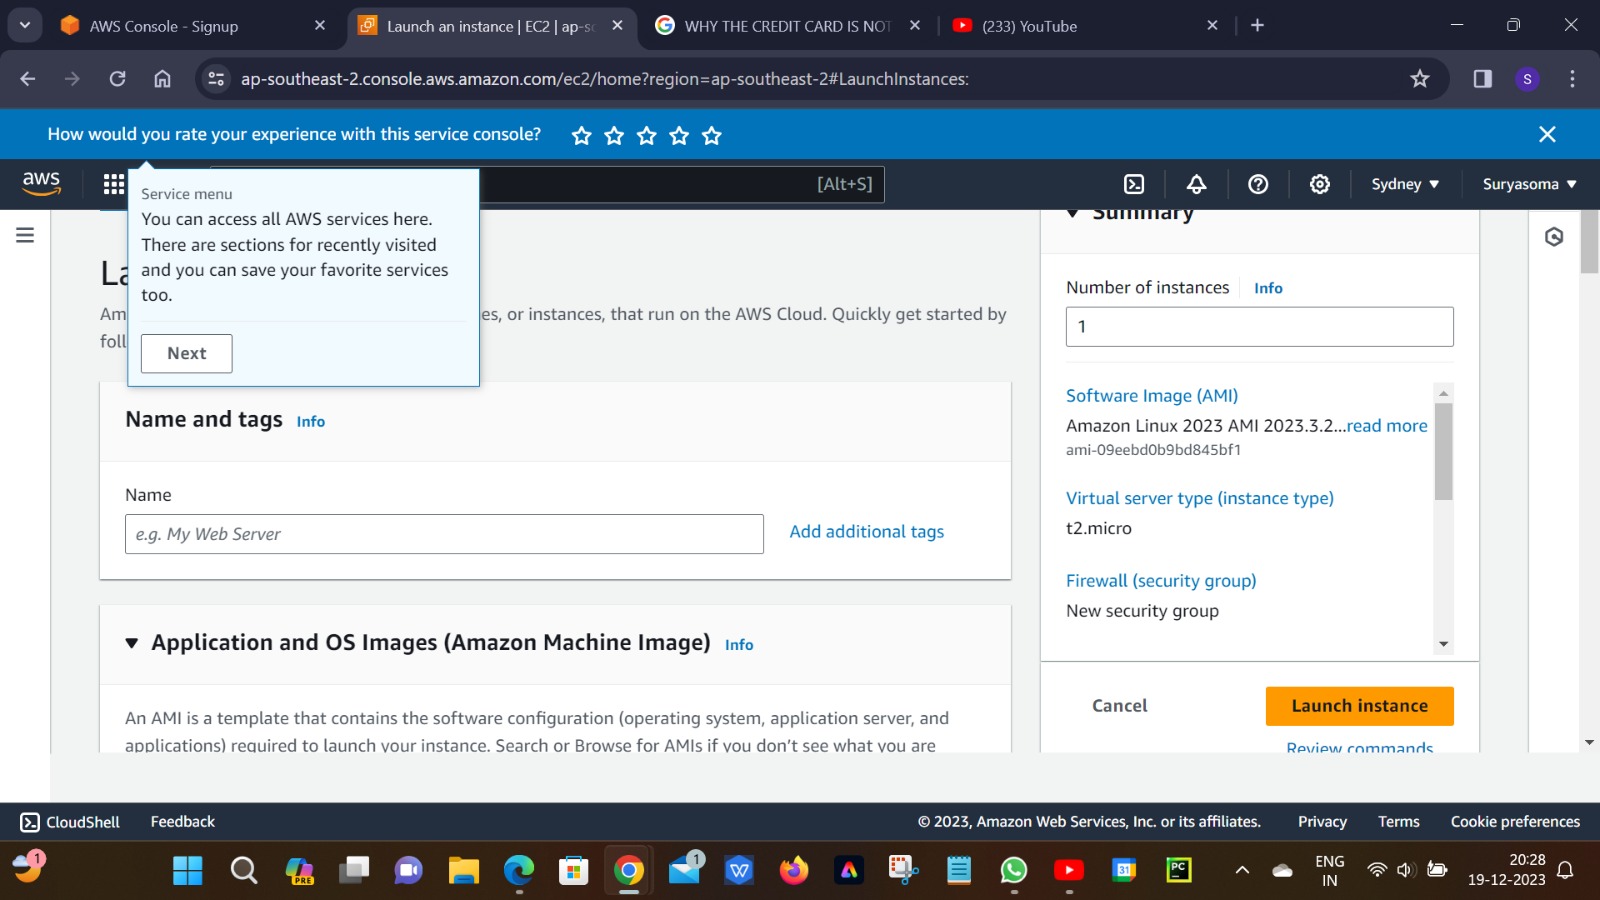 AWS Console - Signup
Launch an instance | EC2 | ap-so
WHY THE CREDIT CARD IS NOT
(233) YouTube
ap-southeast-2.console.aws.amazon.com/ec2/home?region=ap-southeast-2#LaunchInstances:
S
How would you rate your experience with this service console?
aws
[Alt+S]
Sydney
Suryasoma
Service menu
You can access all AWS services here.
There are sections for recently visited
and you can save your favorite services
too.
Next
La
Am
es, or instances, that run on the AWS Cloud. Quickly get started by
foll
Name and tags Info
Name
e.g. My Web Server
Add additional tags
Application and OS Images (Amazon Machine Image) Info
An AMI is a template that contains the software configuration (operating system, application server, and
applications) required to launch your instance. Search or Browse for AMIs if you don't see what you are
Summary
Number of instances Info
1
Software Image (AMI)
Amazon Linux 2023 AMI 2023.3.2...read more
ami-09eebd0b9bd845bf1
Virtual server type (instance type)
t2.micro
Firewall (security group)
New security group
Cancel
Launch instance
Review commands
CloudShell
Feedback
© 2023, Amazon Web Services, Inc. or its affiliates.
Privacy
Terms
Cookie preferences
1
PRE
1
31
PC
ENG
IN
20:28
19-12-2023